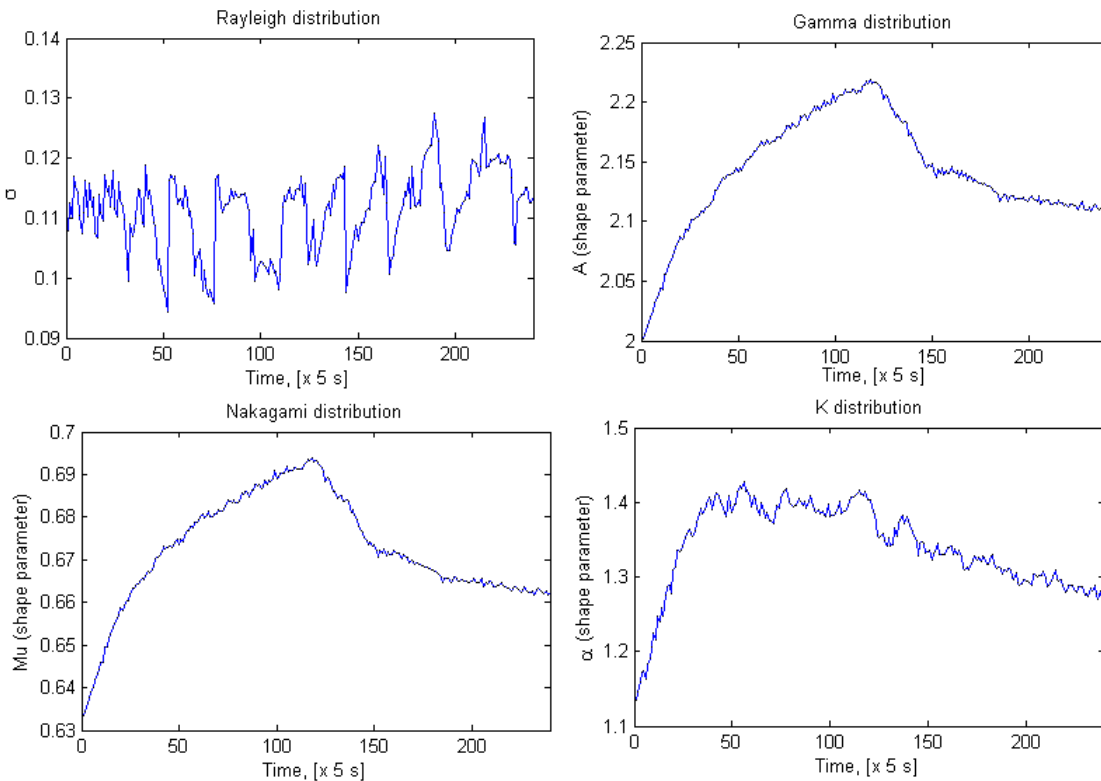 Rayleigh distribution
0.14
0.13
0.12
0.11
0.1
0.09
σ
0 50 100 150 200
Time, [x 5 s]
Gamma distribution
2.25
2.2
2.15
2.1
2.05
2
A (shape parameter)
0 50 100 150 200
Time, [x 5 s]
Nakagami distribution
0.7
0.69
0.68
0.67
0.66
0.65
0.64
0.63
Mu (shape parameter)
0 50 100 150 200
Time, [x 5 s]
K distribution
1.5
1.4
1.3
1.2
1.1
α (shape parameter)
0 50 100 150 200
Time, [x 5 s]